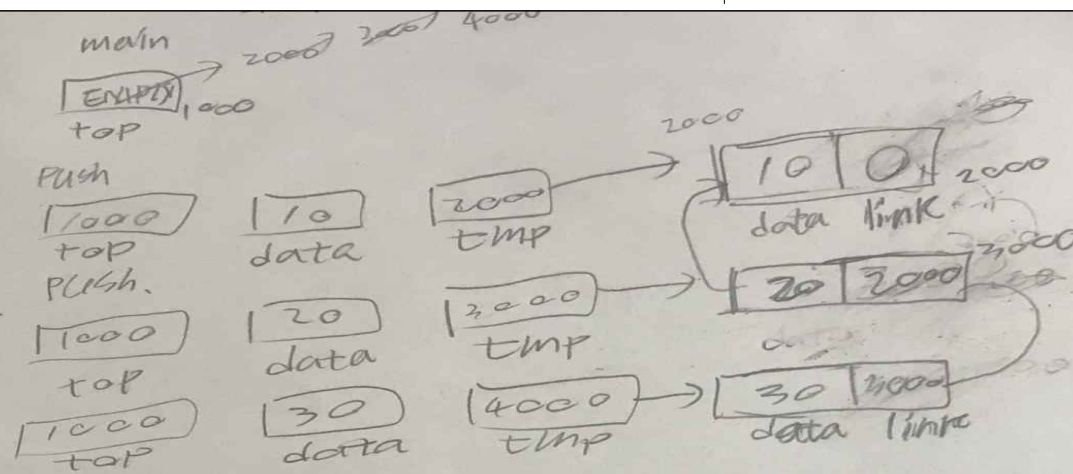 main
2000 3000 4000
EMPTY 1000
top
2000
push
10 0 2000
1000 10 2000
data link
top data tmp
push.
3000
20 2000
1000 20 3000
top data tmp
30 3000
1000 30 4000
data link
top data tmp